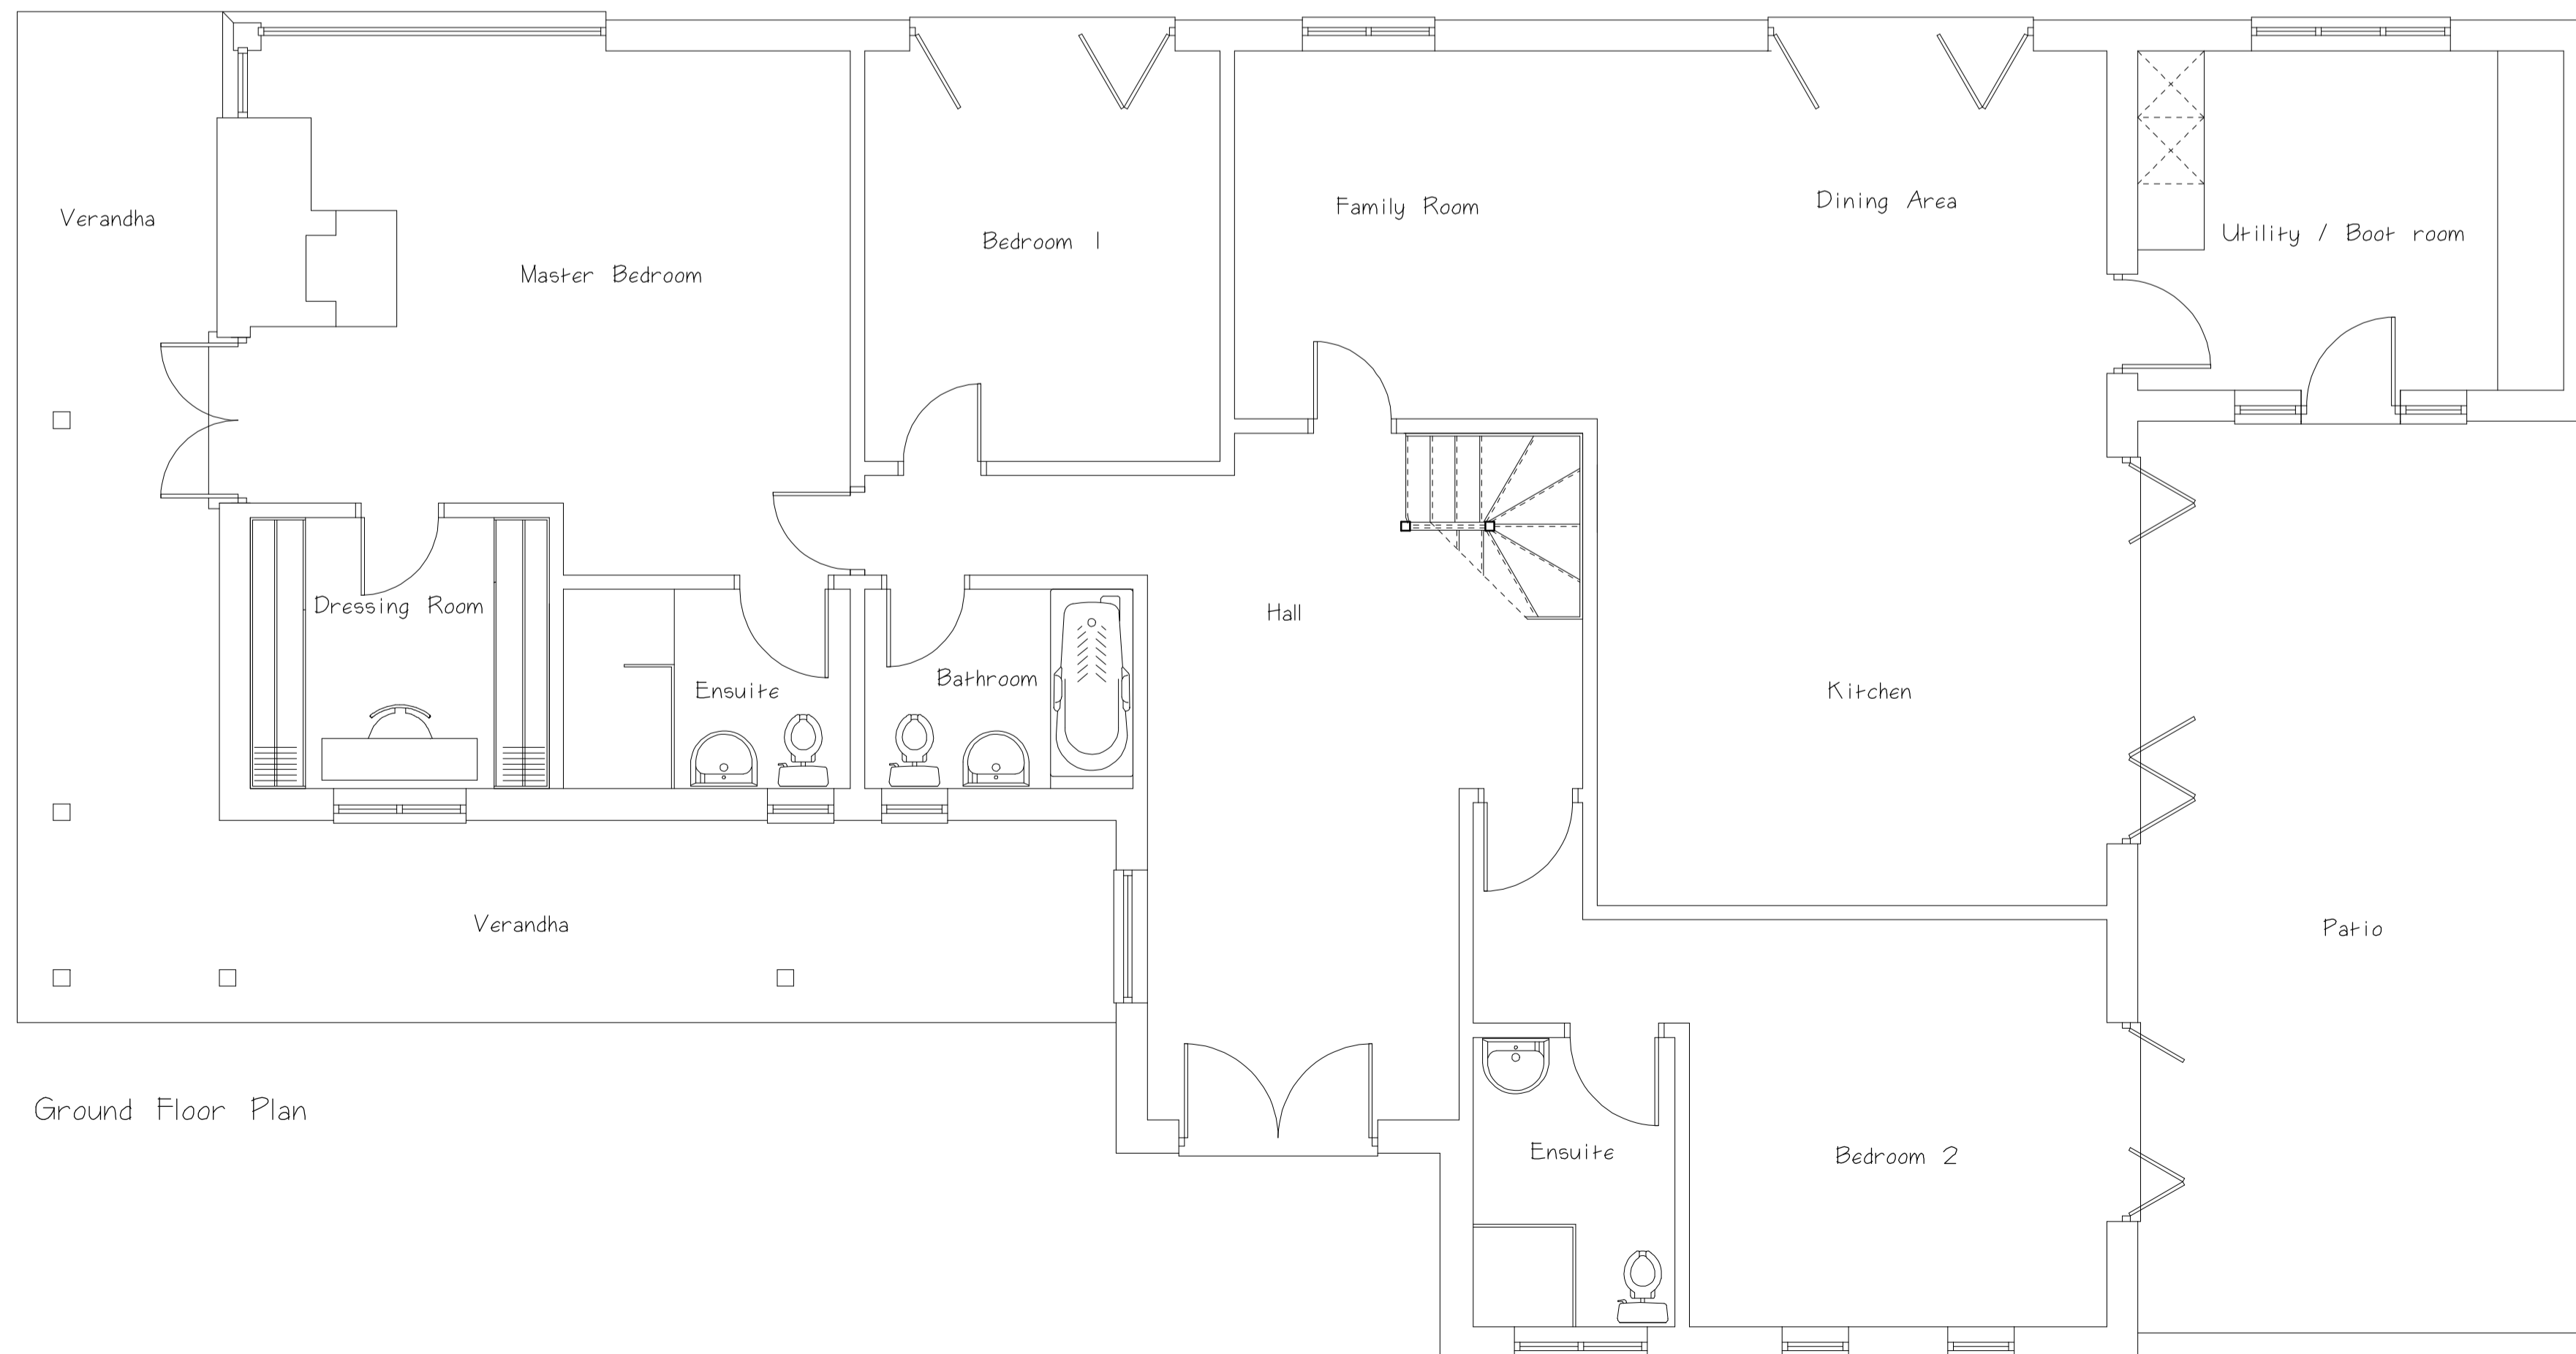 Verandha
Master Bedroom
Bedroom 1
Family Room
Dining Area
Utility / Boot room
Dressing Room
Ensuite
Bathroom
Hall
Kitchen
Verandha
Patio
Ground Floor Plan
Ensuite
Bedroom 2